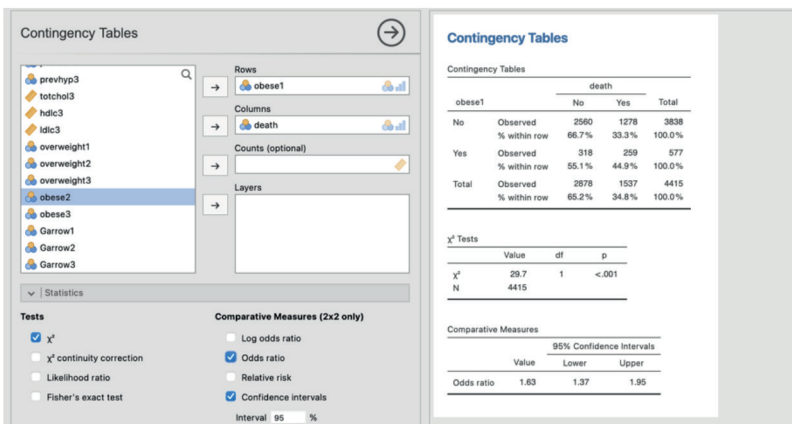 Contingency Tables
prevhyp3
totchol3
hdlc3
ldlc3
overweight1
overweight2
overweight3
obese2
obese3
Garrow1
Garrow2
Garrow3
Rows
obese1
Columns
death
Counts (optional)
Layers
Statistics
Tests
χ²
χ² continuity correction
Likelihood ratio
Fisher's exact test
Comparative Measures (2x2 only)
Log odds ratio
Odds ratio
Relative risk
Confidence intervals
Interval 95 %
Contingency Tables
Contingency Tables
death
obese1 No Yes Total
No Observed 2560 1278 3838
% within row 66.7% 33.3% 100.0%
Yes Observed 318 259 577
% within row 55.1% 44.9% 100.0%
Total Observed 2878 1537 4415
% within row 65.2% 34.8% 100.0%
χ² Tests
Value df p
χ² 29.7 1 <.001
N 4415
Comparative Measures
95% Confidence Intervals
Value Lower Upper
Odds ratio 1.63 1.37 1.95